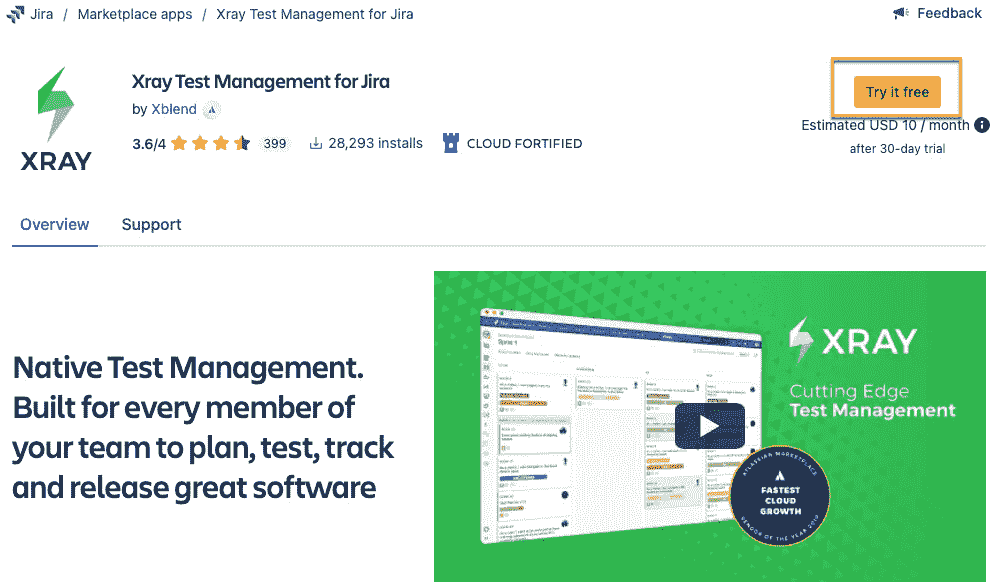 Jira / Marketplace apps / Xray Test Management for Jira
Feedback
Xray Test Management for Jira
by Xblend
3.6/4 399 28,293 installs CLOUD FORTIFIED
XRAY
Try it free
Estimated USD 10 / month
after 30-day trial
Overview Support
Native Test Management.
Built for every member of
your team to plan, test, track
and release great software
XRAY
Cutting Edge
Test Management
ATLASSIAN MARKETPLACE
FASTEST
CLOUD
GROWTH
VENDOR OF THE YEAR 2019